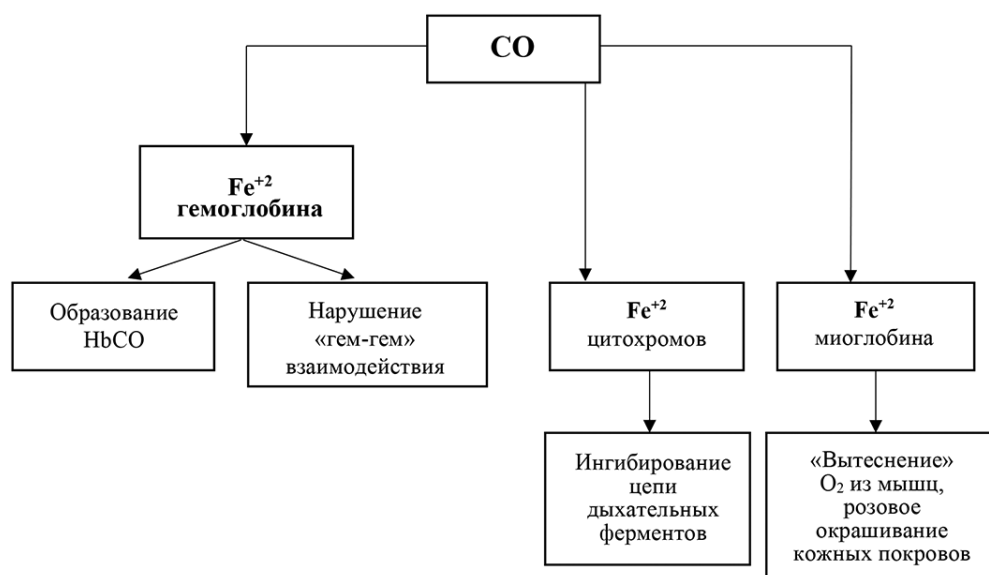 CO
Fe⁺²
гемоглобина
Образование
HbCO
Нарушение
«гем-гем»
взаимодействия
Fe⁺²
цитохромов
Fe⁺²
миоглобина
Ингибирование
цепи
дыхательных
ферментов
«Вытеснение»
O₂ из мышц,
розовое
окрашивание
кожных покровов